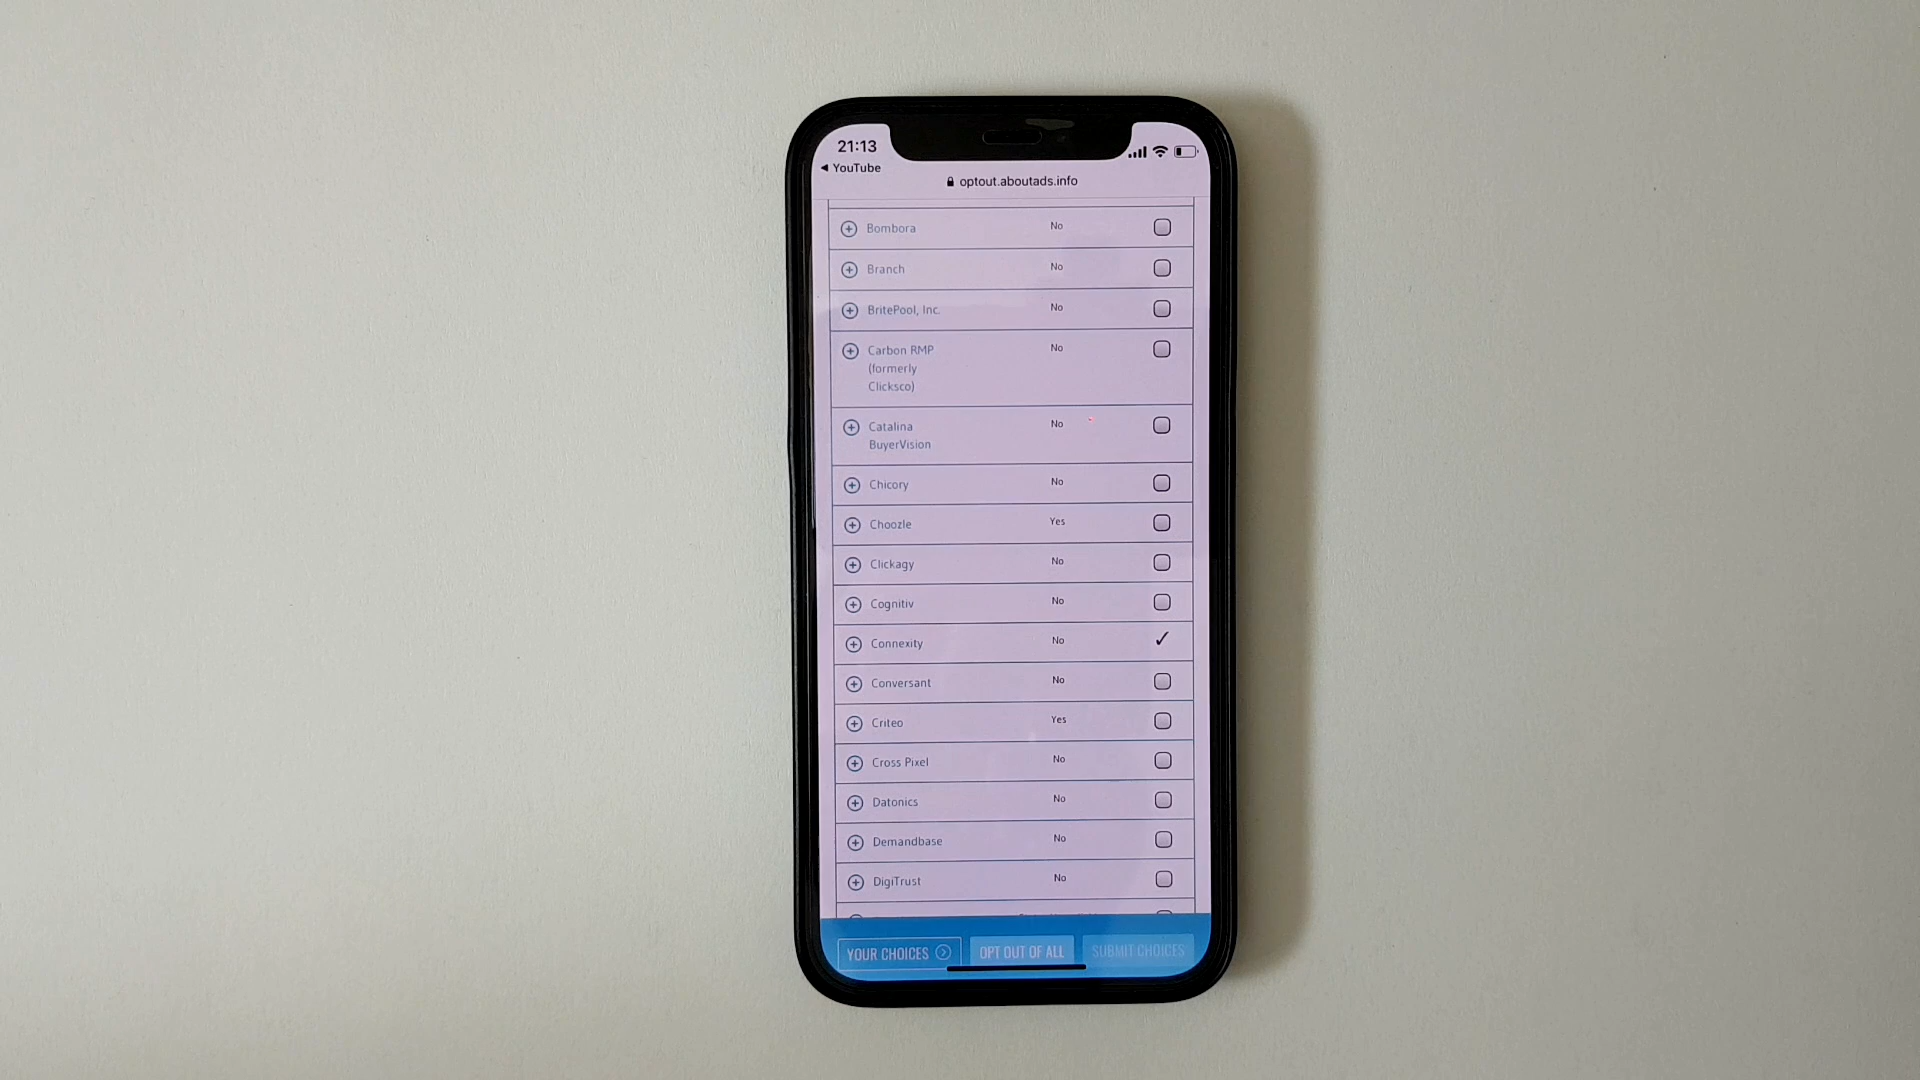 21:13
◀ YouTube
optout.aboutads.info
Bombora No
Branch No
BritePool, Inc. No
Carbon RMP No
(formerly
Clicksco)
Catalina No
BuyerVision
Chicory No
Choozle Yes
Clickagy No
Cognitiv No
Connexity No ✓
Conversant No
Criteo Yes
Cross Pixel No
Datonics No
Demandbase No
DigiTrust No
YOUR CHOICES OPT OUT OF ALL SUBMIT CHOICES